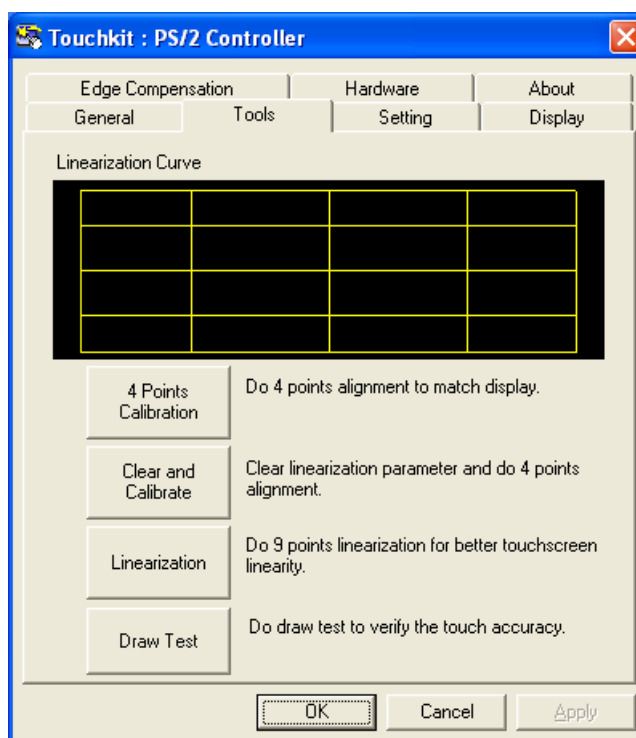 Touchkit : PS/2 Controller
Edge Compensation Hardware About
General Tools Setting Display
Linearization Curve
4 Points
Calibration
Do 4 points alignment to match display.
Clear and
Calibrate
Clear linearization parameter and do 4 points
alignment.
Linearization
Do 9 points linearization for better touchscreen
linearity.
Draw Test
Do draw test to verify the touch accuracy.
OK Cancel Apply